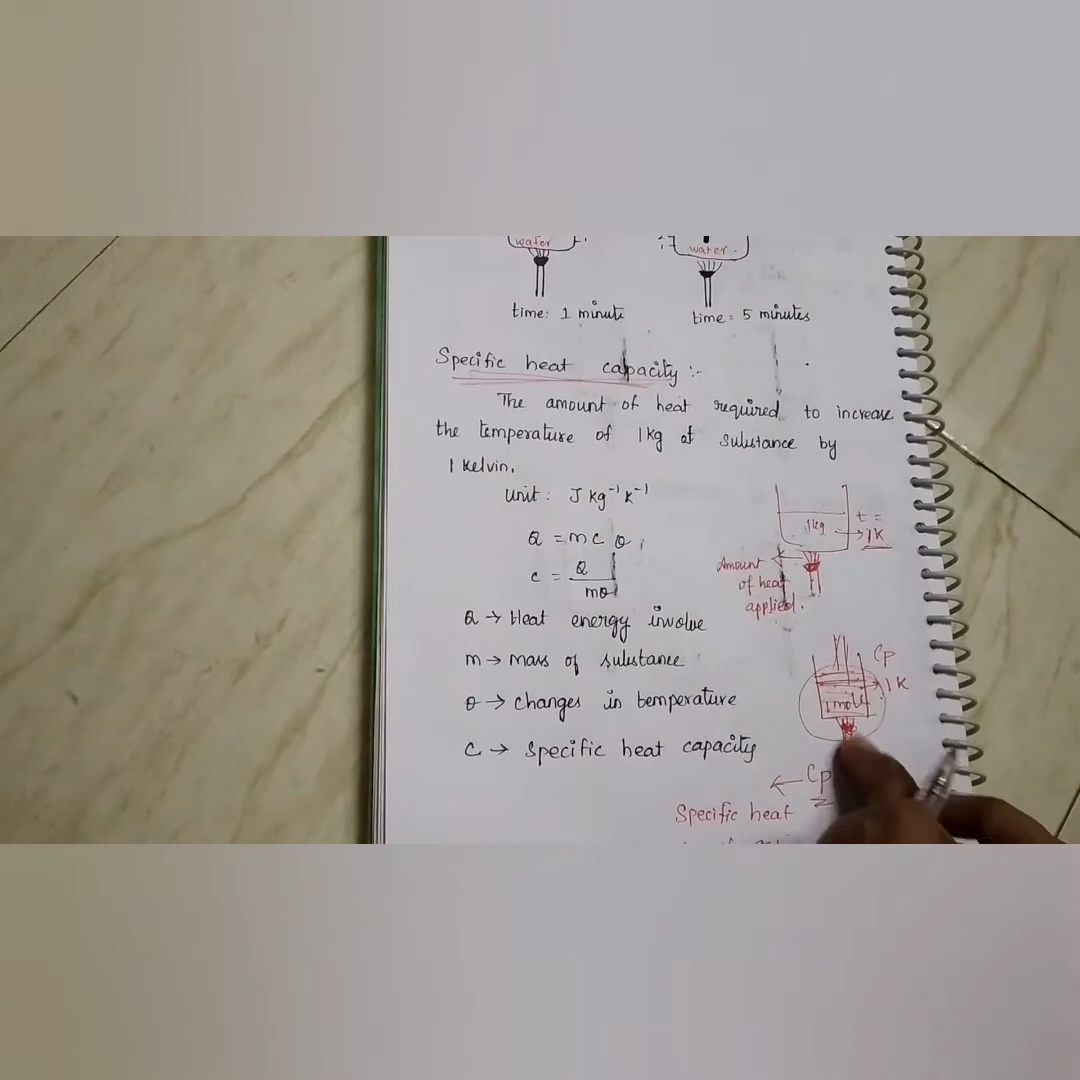 water
water
time: 1 minute
time = 5 minutes
Specific heat capacity :-
The amount of heat required to increase
the temperature of 1kg of substance by
1 Kelvin.
Unit: J kg⁻¹ K⁻¹
Q = m c θ
c = Q / mθ
1kg
t =
1K
Amount
of heat
applied.
Q → Heat energy involve
m → Mass of substance
θ → Changes in temperature
C → Specific heat capacity
Cp
1K
1 mole
← Cp
Specific heat